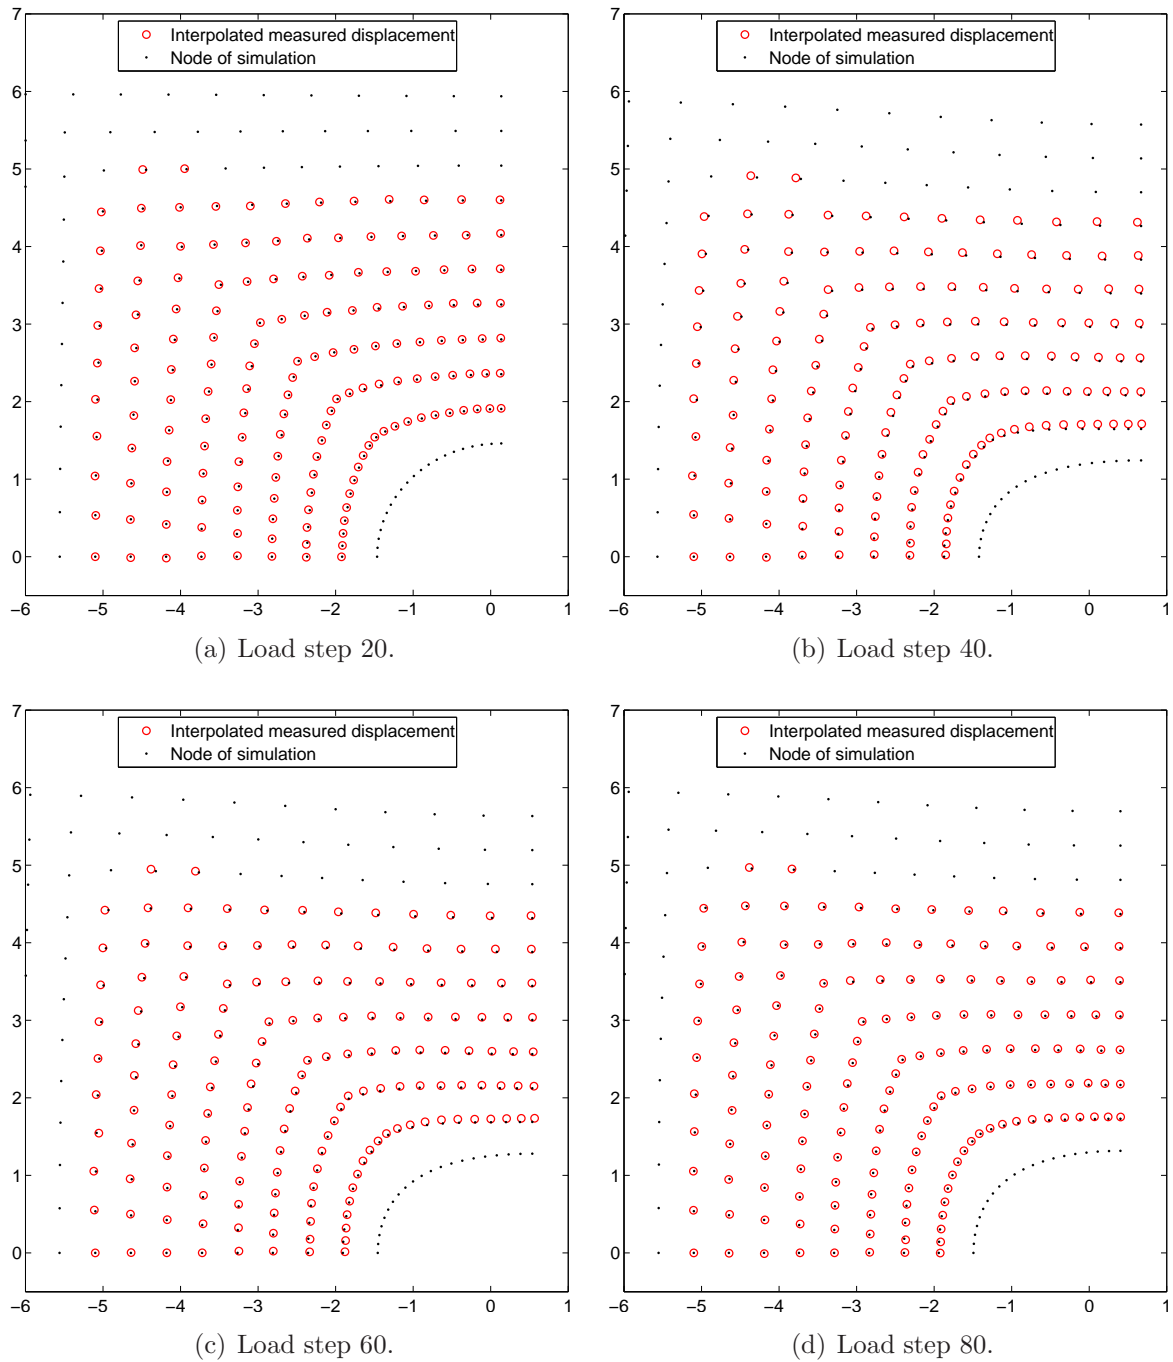 7
6
5
4
3
2
1
0
−6 −5 −4 −3 −2 −1 0 1
Interpolated measured displacement
Node of simulation
(a) Load step 20.
7
6
5
4
3
2
1
0
−6 −5 −4 −3 −2 −1 0 1
Interpolated measured displacement
Node of simulation
(b) Load step 40.
7
6
5
4
3
2
1
0
−6 −5 −4 −3 −2 −1 0 1
Interpolated measured displacement
Node of simulation
(c) Load step 60.
7
6
5
4
3
2
1
0
−6 −5 −4 −3 −2 −1 0 1
Interpolated measured displacement
Node of simulation
(d) Load step 80.